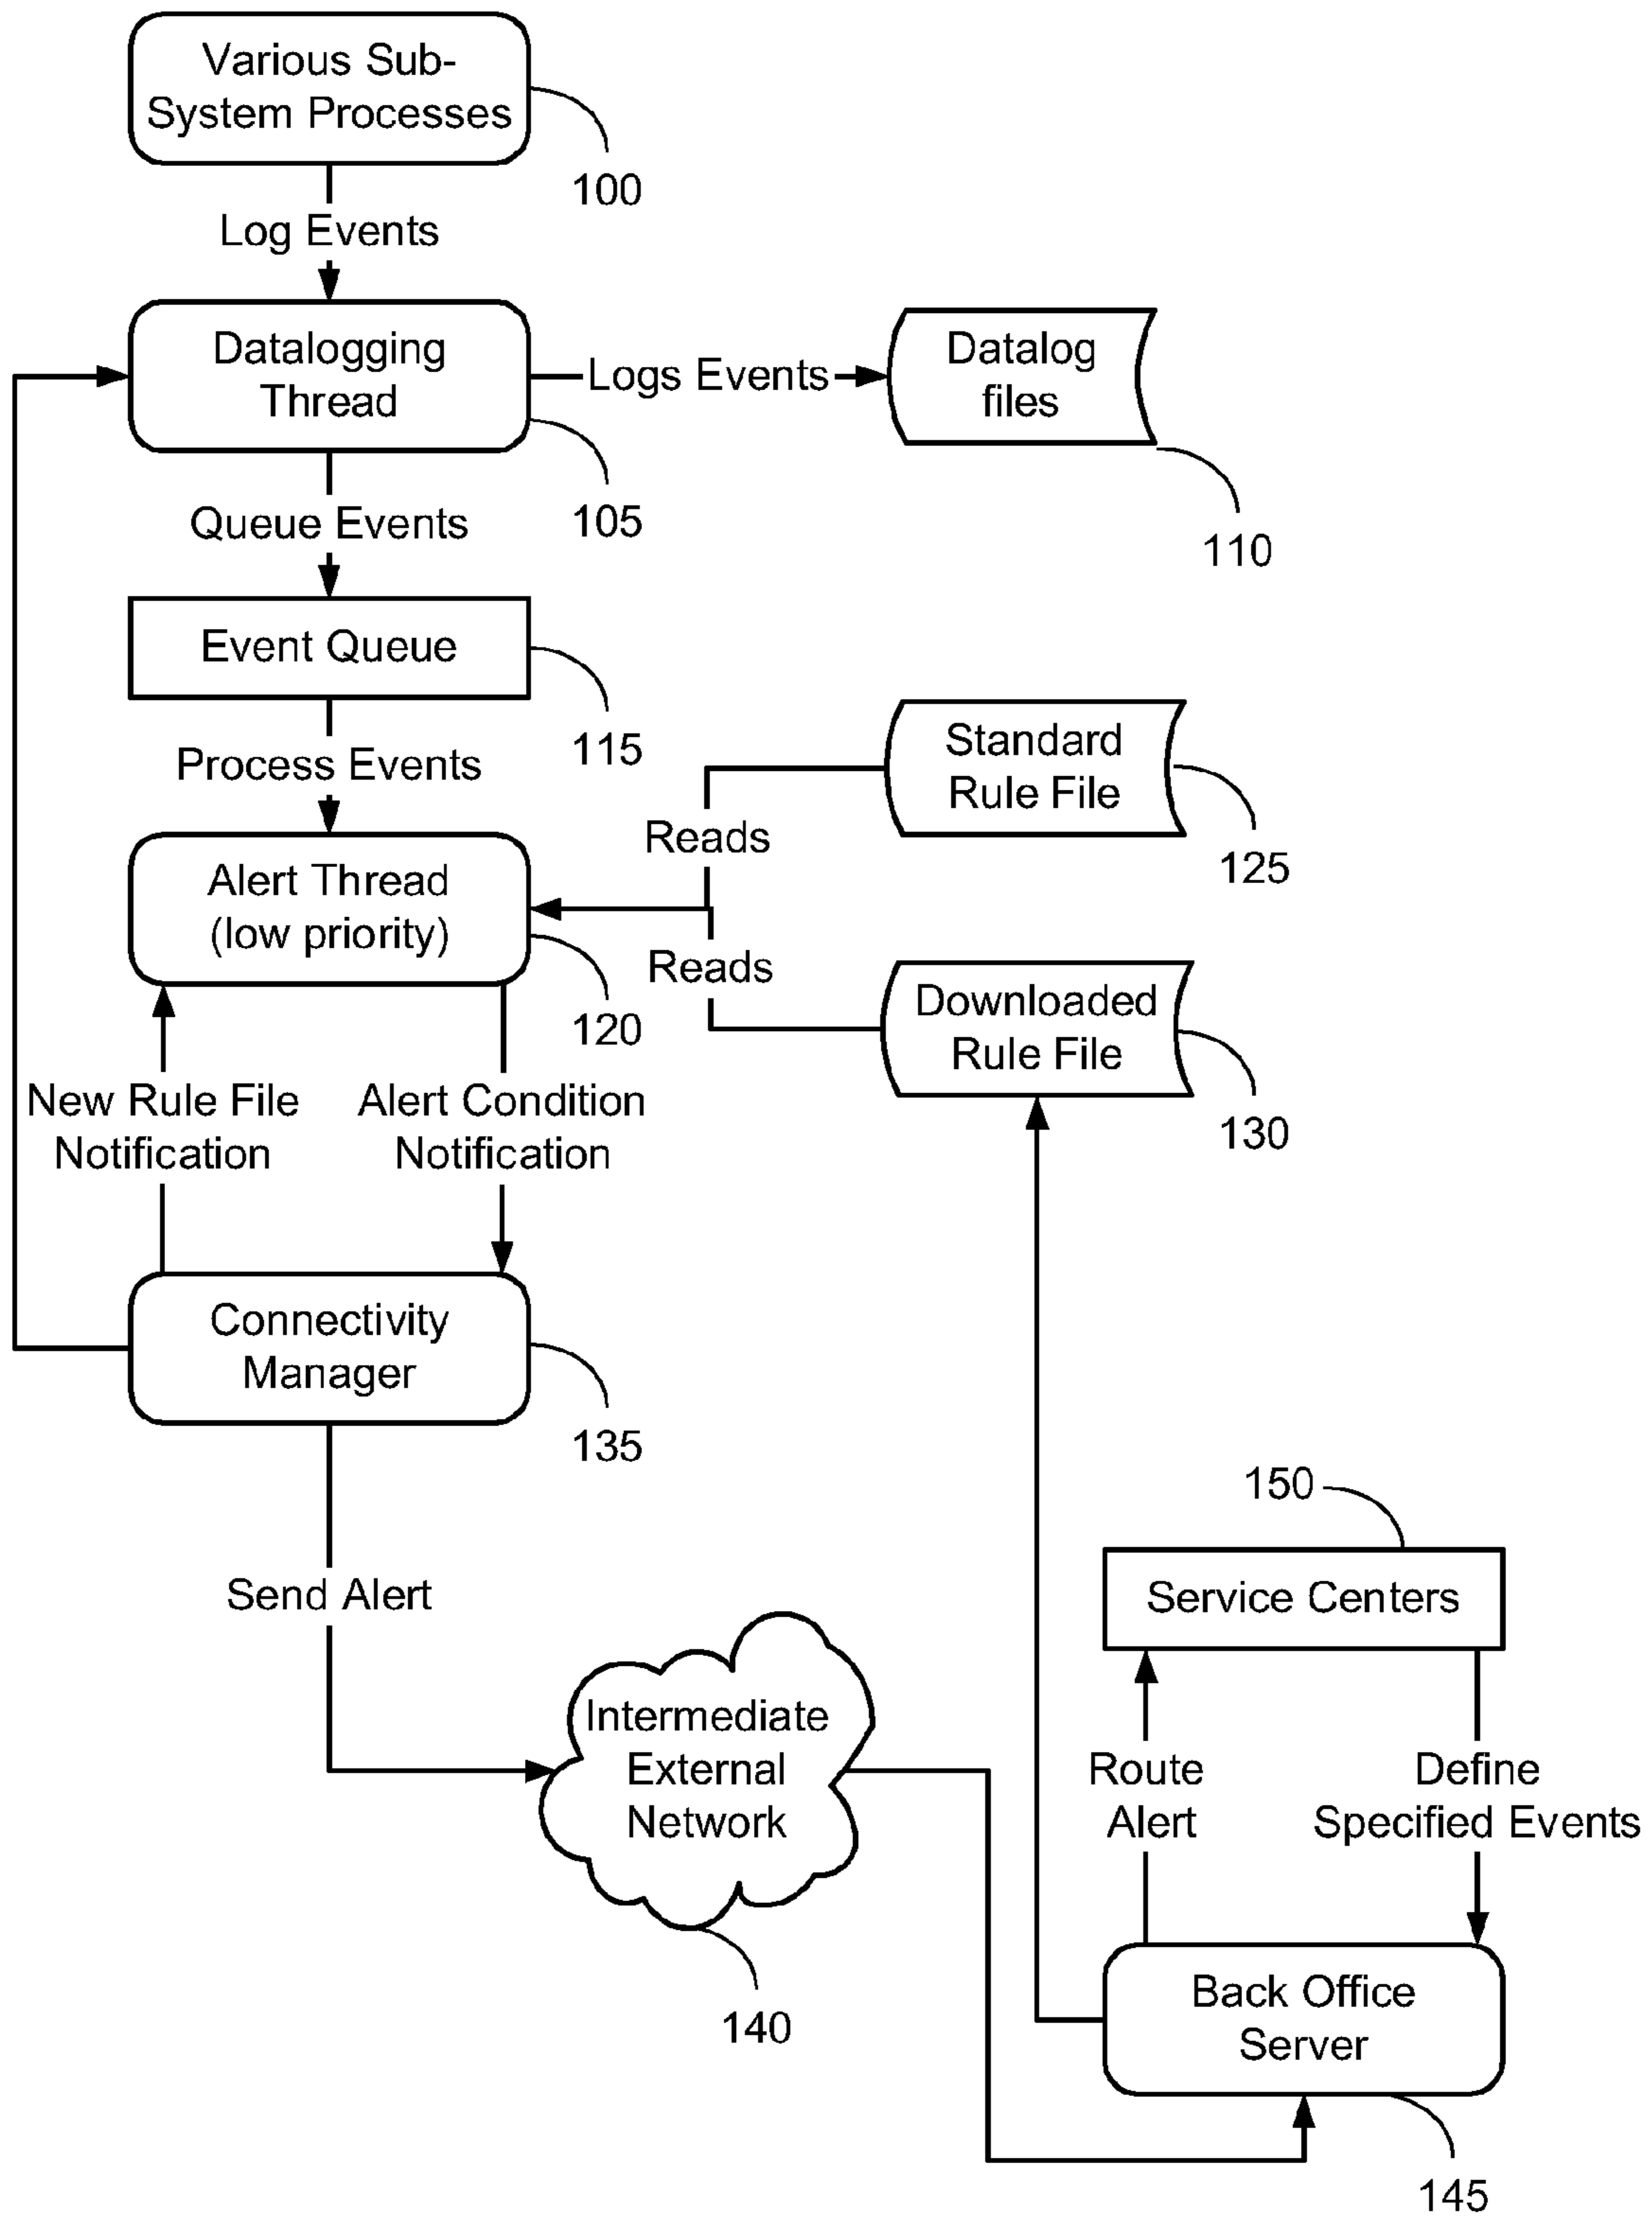 Various Sub-
System Processes
100
Log Events
Datalogging
Thread
105
Logs Events
Datalog
files
110
Queue Events
Event Queue
115
Process Events
Standard
Rule File
125
Reads
Alert Thread
(low priority)
120
Reads
Downloaded
Rule File
130
New Rule File
Notification
Alert Condition
Notification
Connectivity
Manager
135
Send Alert
Intermediate
External
Network
140
150
Service Centers
Route
Alert
Define
Specified Events
Back Office
Server
145